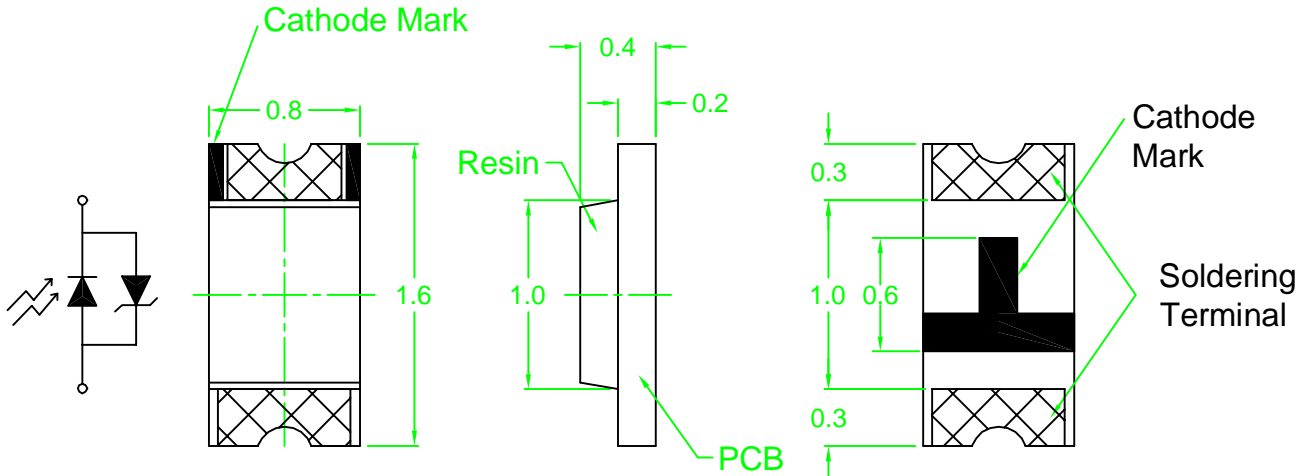 Cathode Mark
0.8
1.6
0.4
0.2
Resin
1.0
PCB
0.3
1.0
0.6
0.3
Cathode
Mark
Soldering
Terminal